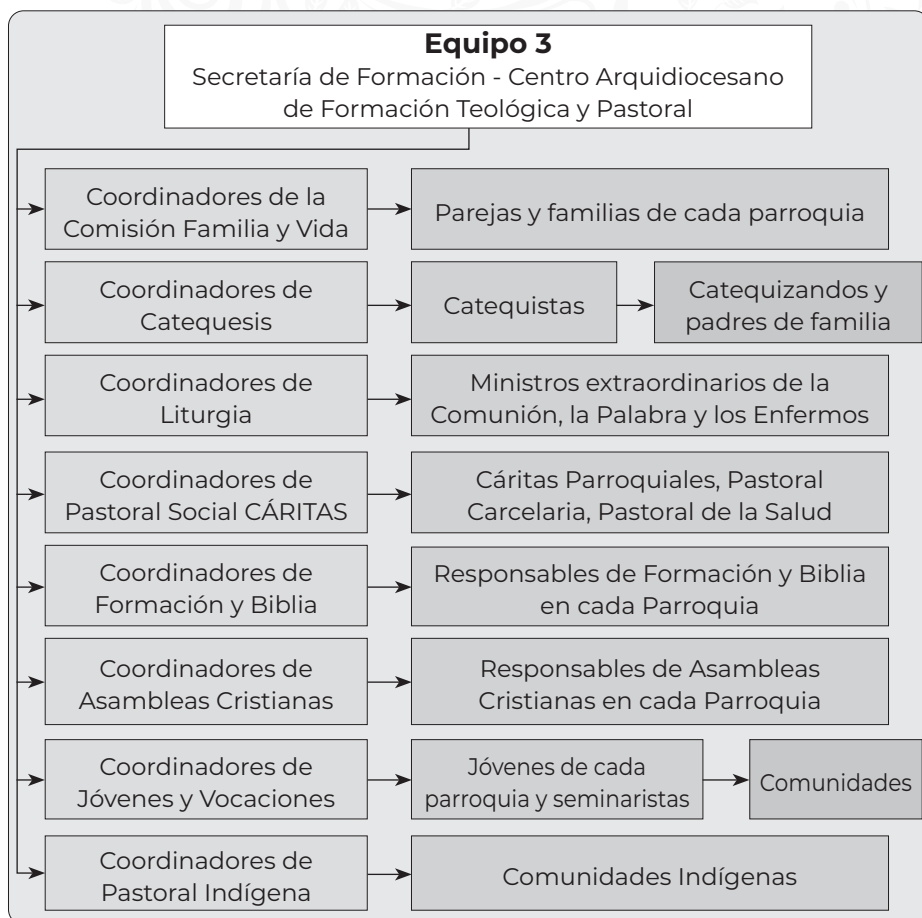 Equipo 3
Secretaría de Formación - Centro Arquidiocesano
de Formación Teológica y Pastoral
Coordinadores de la
Comisión Familia y Vida
Parejas y familias de cada parroquia
Coordinadores de
Catequesis
Catequistas
Catequizandos y
padres de familia
Coordinadores de
Liturgia
Ministros extraordinarios de la
Comunión, la Palabra y los Enfermos
Coordinadores de
Pastoral Social CÁRITAS
Cáritas Parroquiales, Pastoral
Carcelaria, Pastoral de la Salud
Coordinadores de
Formación y Biblia
Responsables de Formación y Biblia
en cada Parroquia
Coordinadores de
Asambleas Cristianas
Responsables de Asambleas
Cristianas en cada Parroquia
Coordinadores de
Jóvenes y Vocaciones
Jóvenes de cada
parroquia y seminaristas
Comunidades
Coordinadores de
Pastoral Indígena
Comunidades Indígenas